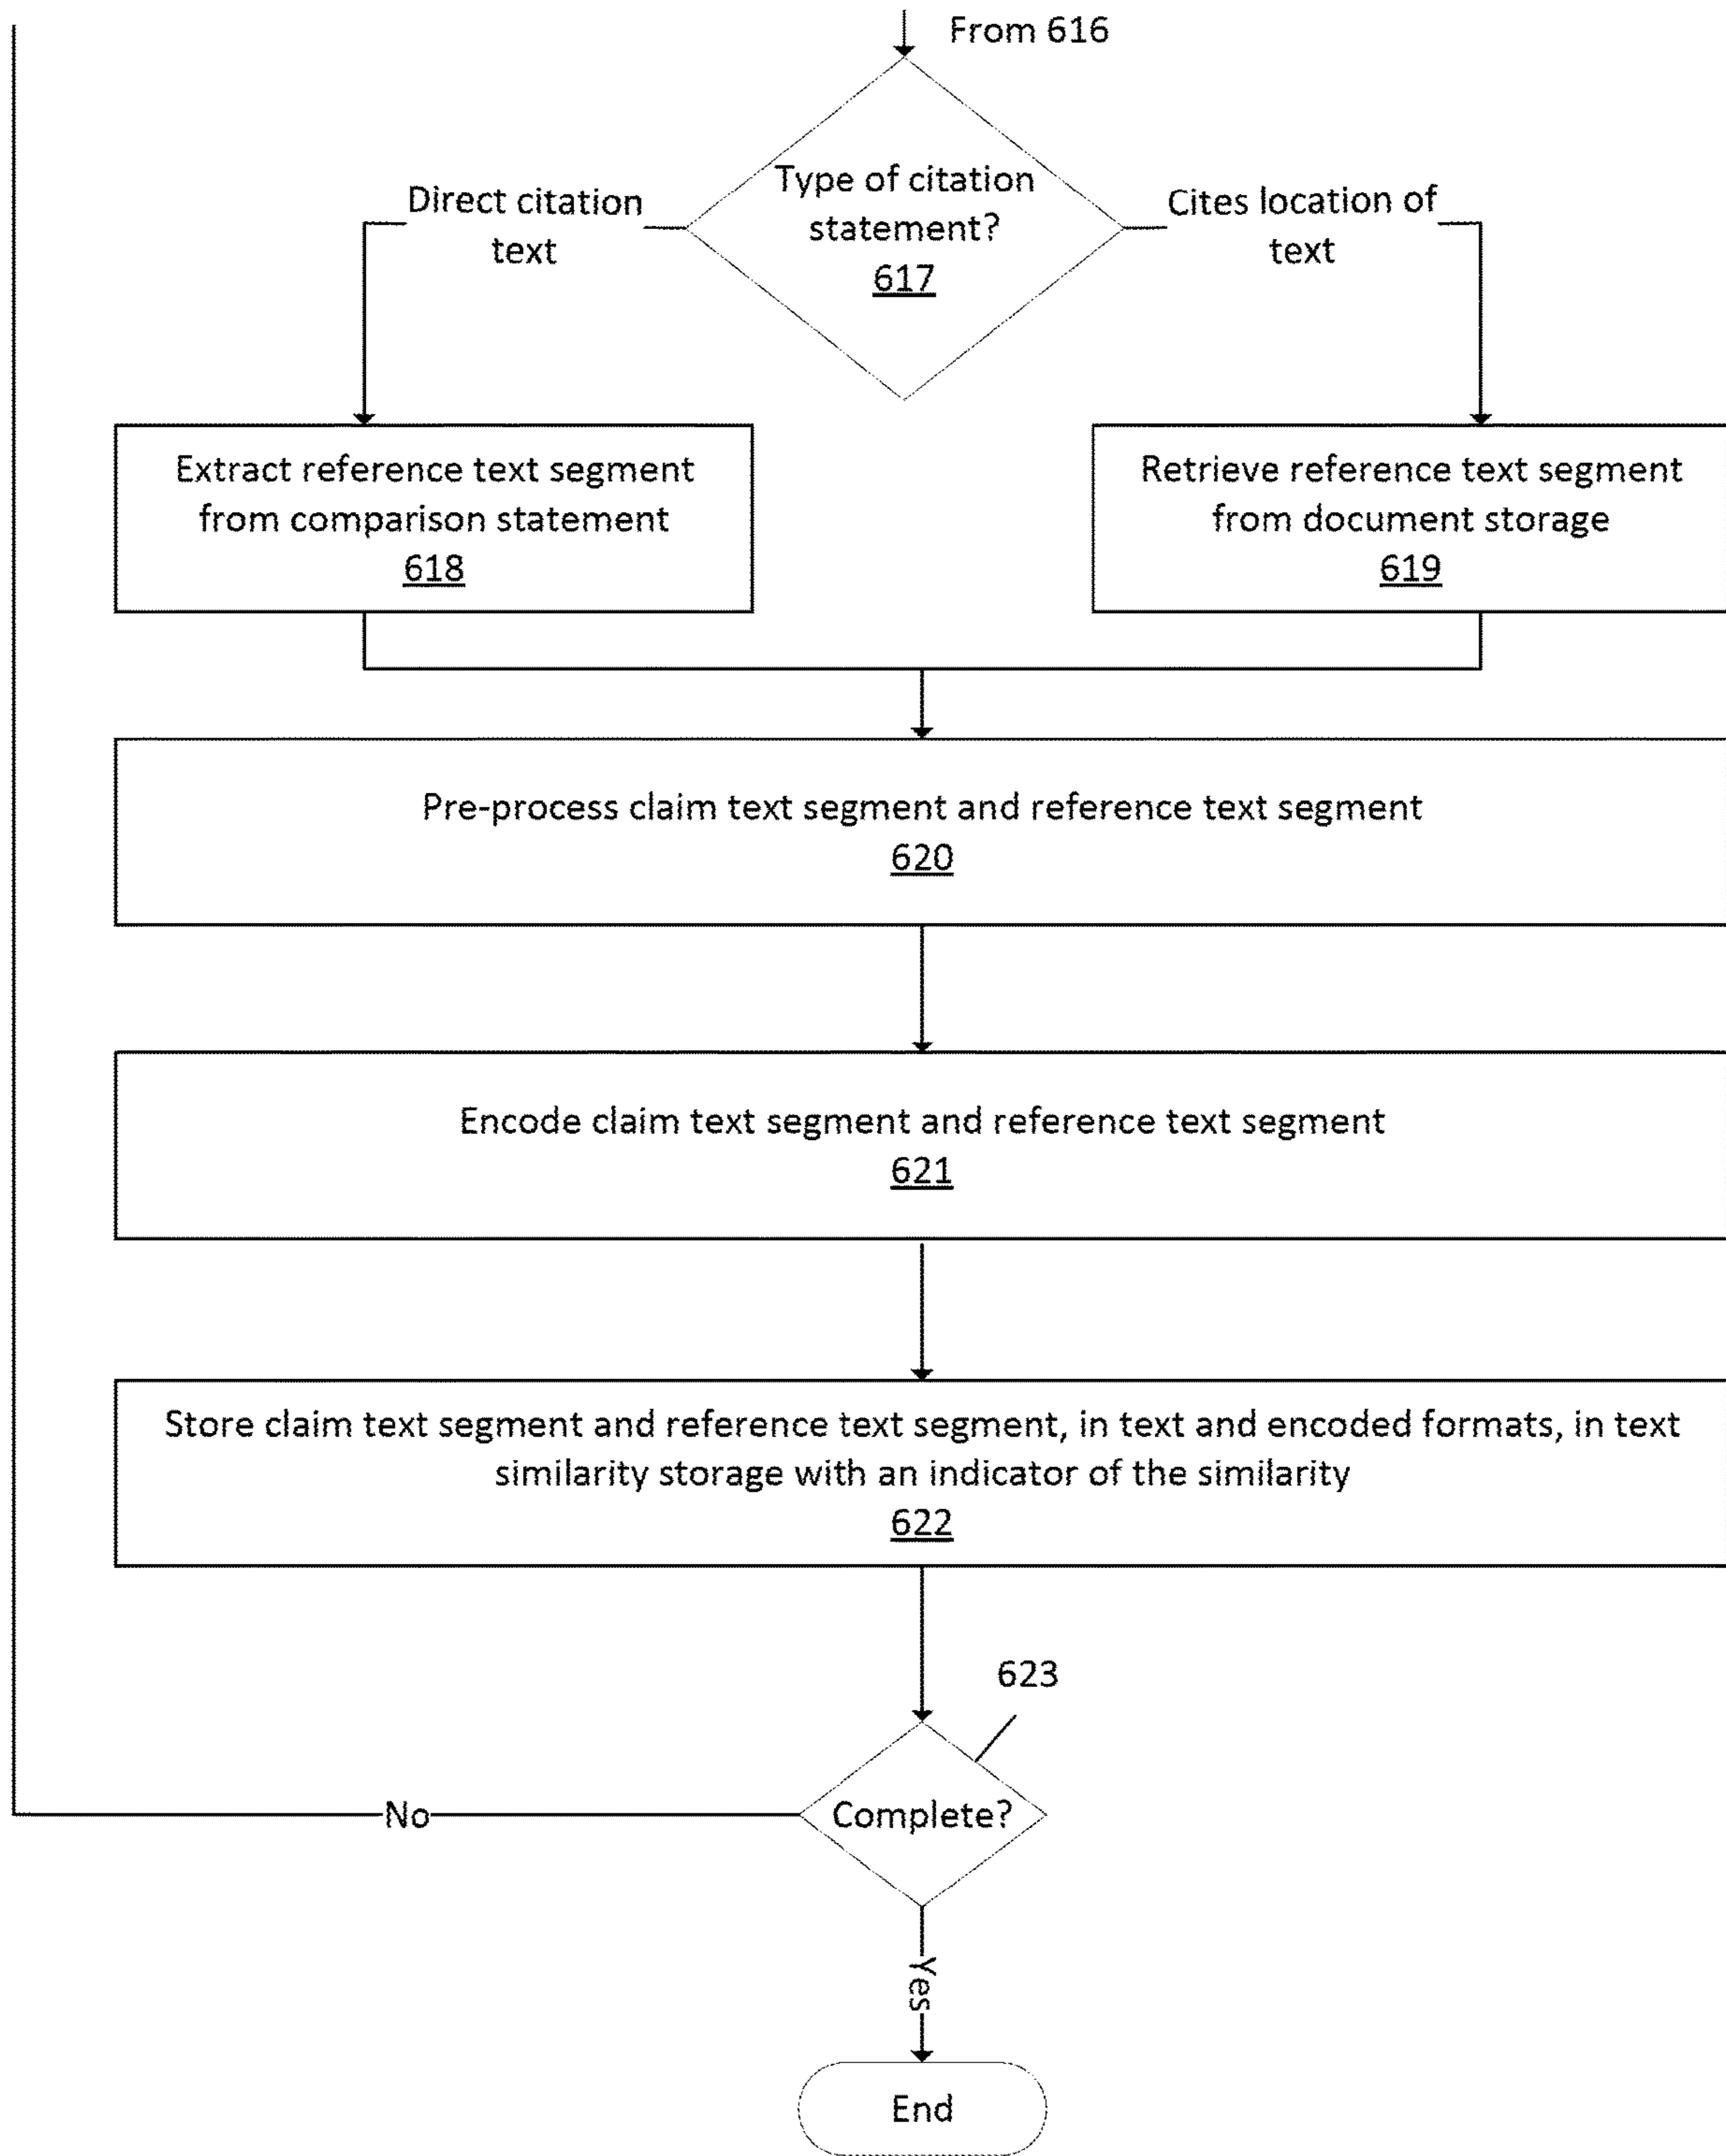 From 616
Type of citation
statement?
617
Direct citation
text
Cites location of
text
Extract reference text segment
from comparison statement
618
Retrieve reference text segment
from document storage
619
Pre-process claim text segment and reference text segment
620
Encode claim text segment and reference text segment
621
Store claim text segment and reference text segment, in text and encoded formats, in text
similarity storage with an indicator of the similarity
622
623
Complete?
No
Yes
End